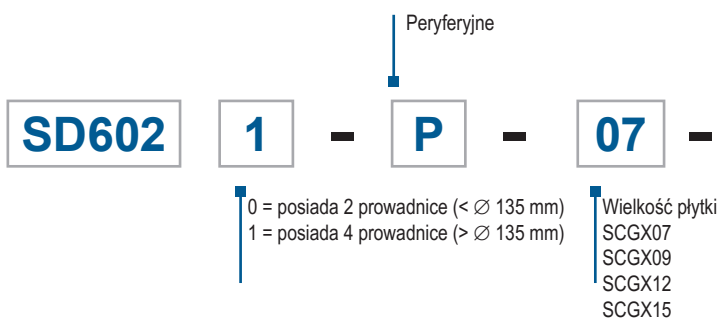 Peryferyjne
SD602 1 - P - 07 -
0 = posiada 2 prowadnice (< ∅ 135 mm)
1 = posiada 4 prowadnice (> ∅ 135 mm)
Wielkość płytki
SCGX07
SCGX09
SCGX12
SCGX15